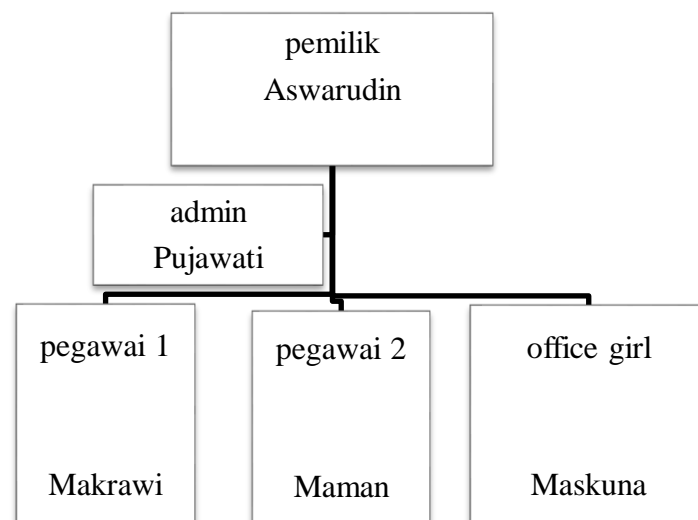 pemilik
Aswarudin
admin
Pujawati
pegawai 1
Makrawi
pegawai 2
Maman
office girl
Maskuna